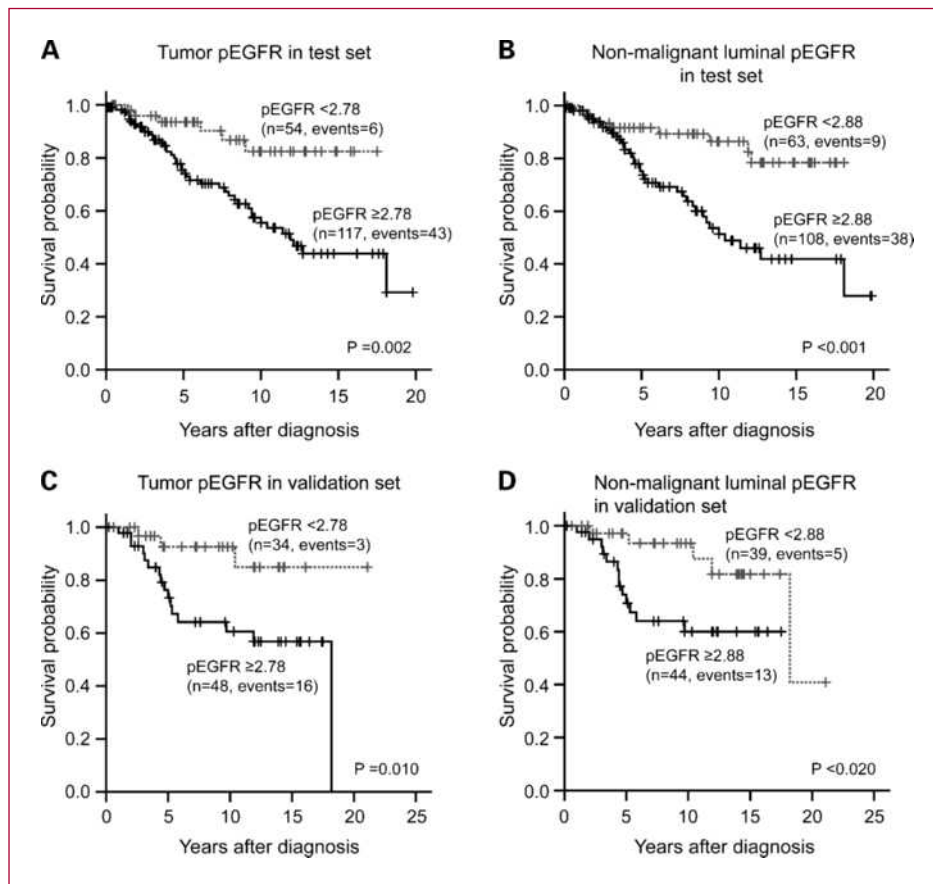 A
Tumor pEGFR in test set
Survival probability
1.0
0.8
0.6
0.4
0.2
0.0
pEGFR <2.78
(n=54, events=6)
pEGFR ≥2.78
(n=117, events=43)
P =0.002
0 5 10 15 20
Years after diagnosis
B
Non-malignant luminal pEGFR
in test set
Survival probability
1.0
0.8
0.6
0.4
0.2
0.0
pEGFR <2.88
(n=63, events=9)
pEGFR ≥2.88
(n=108, events=38)
P <0.001
0 5 10 15 20
Years after diagnosis
C
Tumor pEGFR in validation set
Survival probability
1.0
0.8
0.6
0.4
0.2
0.0
pEGFR <2.78
(n=34, events=3)
pEGFR ≥2.78
(n=48, events=16)
P =0.010
0 5 10 15 20 25
Years after diagnosis
D
Non-malignant luminal pEGFR
in validation set
Survival probability
1.0
0.8
0.6
0.4
0.2
0.0
pEGFR <2.88
(n=39, events=5)
pEGFR ≥2.88
(n=44, events=13)
P <0.020
0 5 10 15 20 25
Years after diagnosis